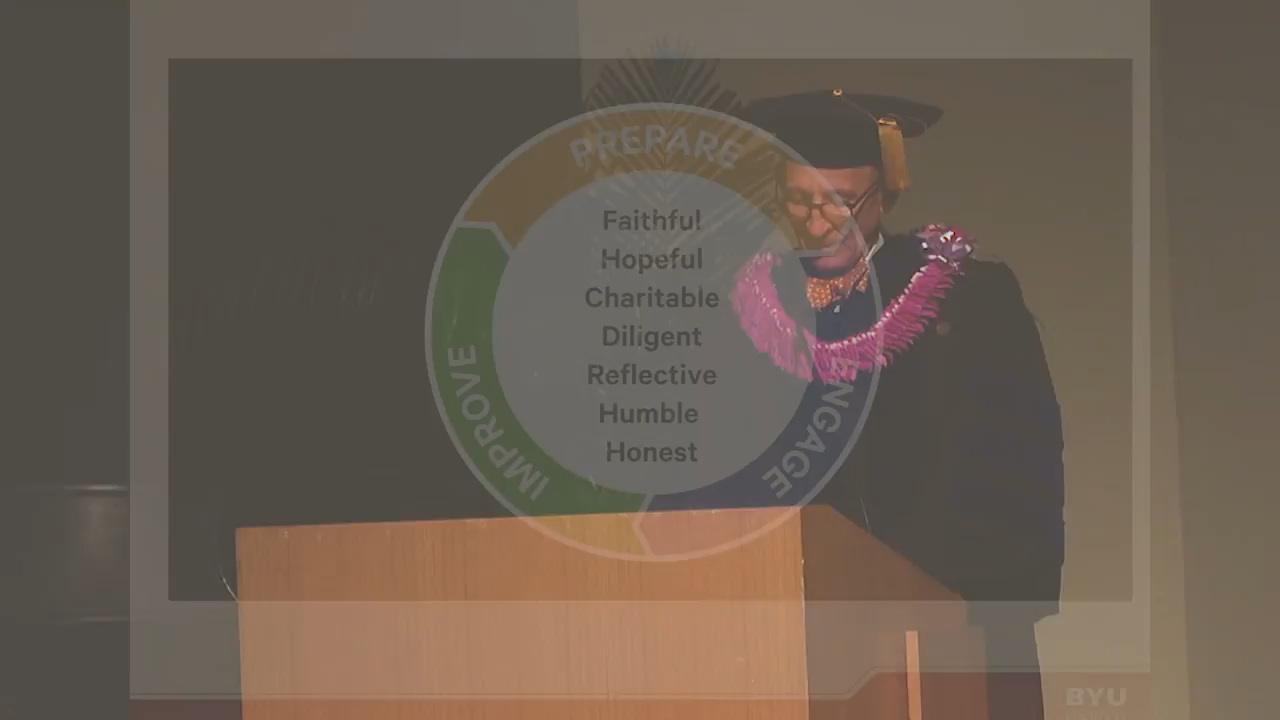 PREPARE
Faithful
Hopeful
Charitable
Diligent
Reflective
Humble
Honest
ENGAGE
IMPROVE
BYU